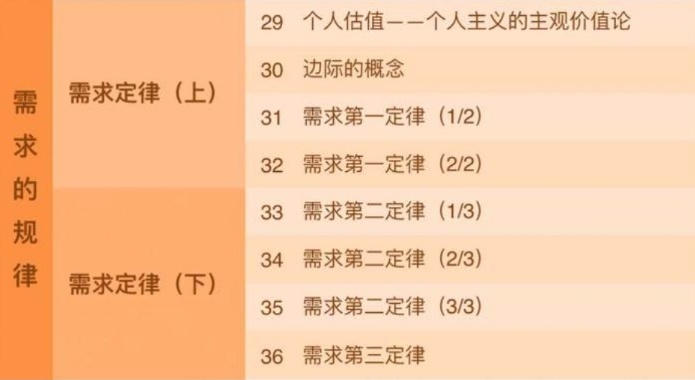 需求的规律
需求定律（上）
29 个人估值——个人主义的主观价值论
30 边际的概念
31 需求第一定律（1/2）
32 需求第一定律（2/2）
需求定律（下）
33 需求第二定律（1/3）
34 需求第二定律（2/3）
35 需求第二定律（3/3）
36 需求第三定律